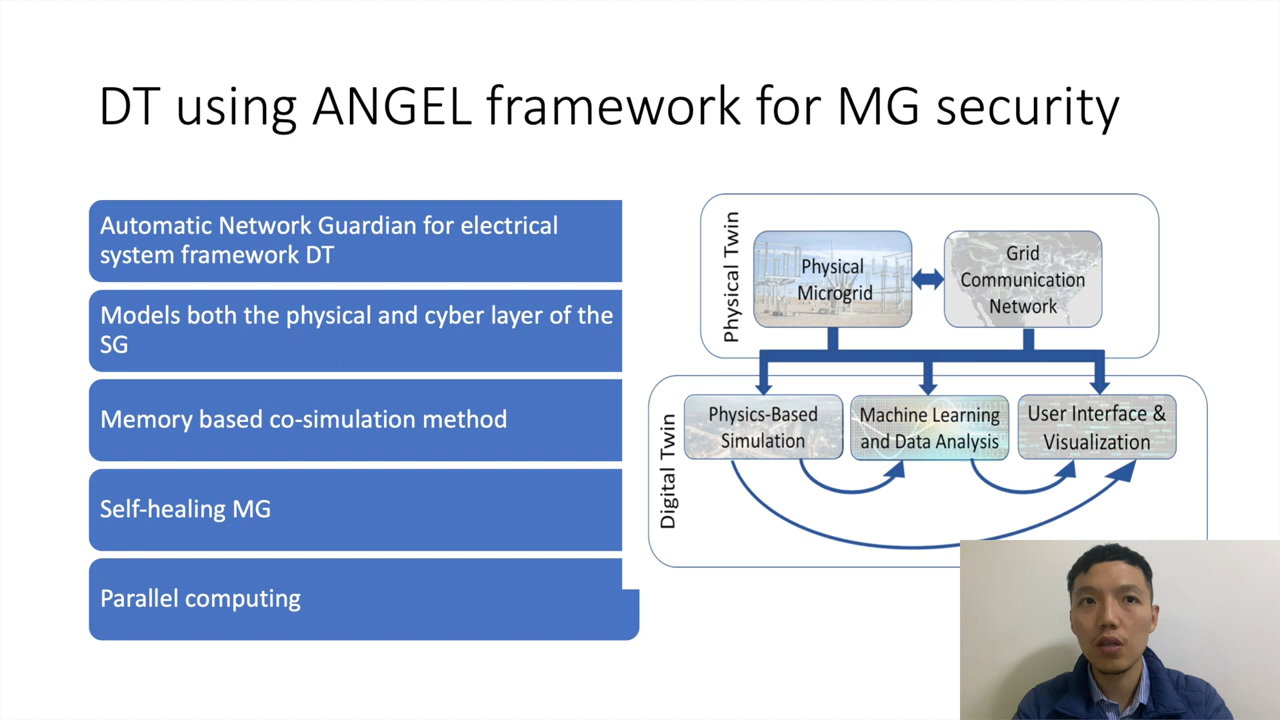 DT using ANGEL framework for MG security
Automatic Network Guardian for electrical
system framework DT
Models both the physical and cyber layer of the
SG
Memory based co-simulation method
Self-healing MG
Parallel computing
Physical Twin
Physical
Microgrid
Grid
Communication
Network
Digital Twin
Physics-Based
Simulation
Machine Learning
and Data Analysis
User Interface &
Visualization